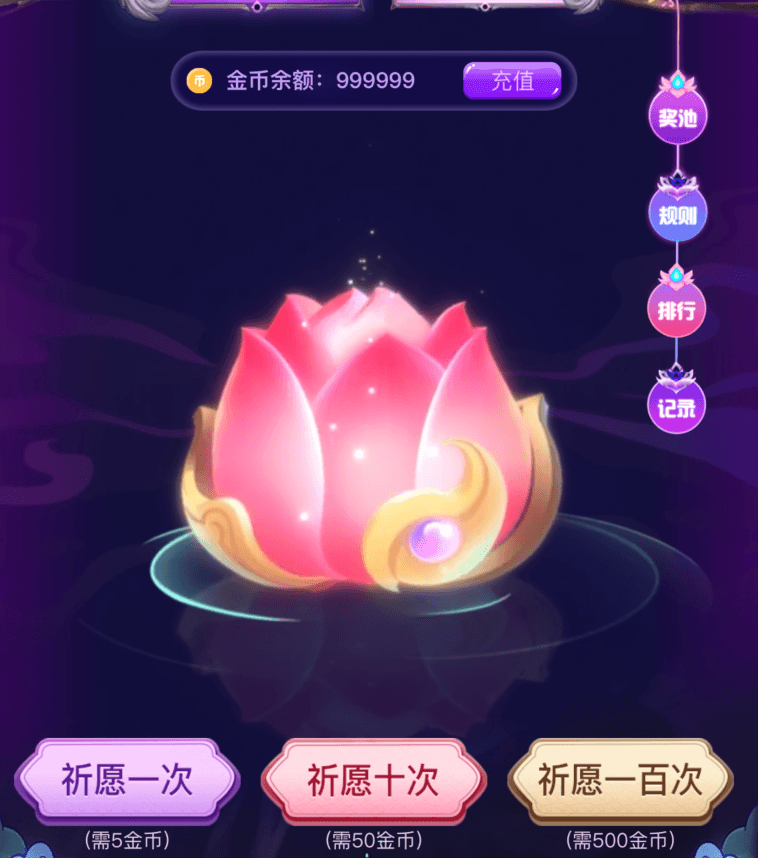 币 金币余额：999999 充值
奖池
规则
排行
记录
祈愿一次 祈愿十次 祈愿一百次
(需5金币) (需50金币) (需500金币)